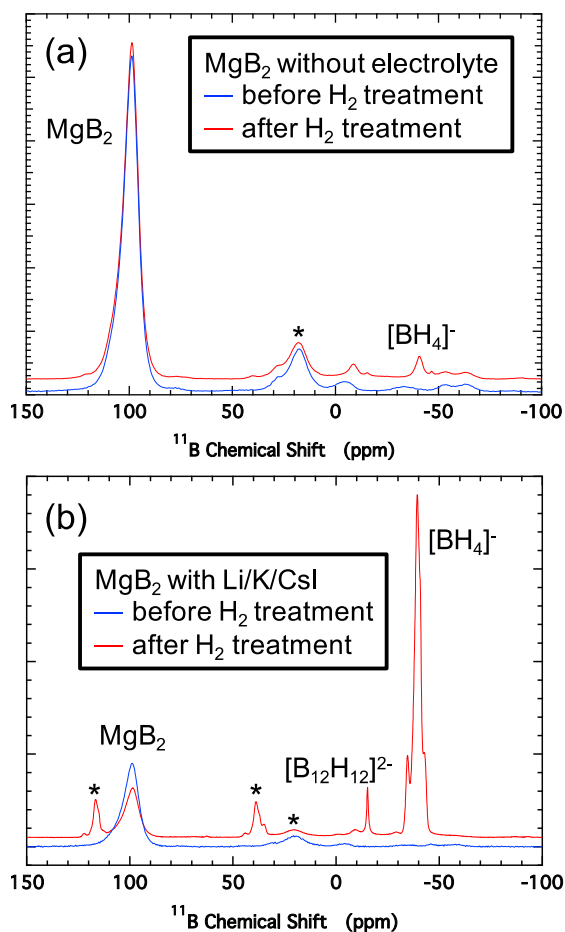 (a)
MgB₂ without electrolyte
before H₂ treatment
after H₂ treatment
MgB₂
*
[BH₄]⁻
150 100 50 0 -50 -100
¹¹B Chemical Shift (ppm)
(b)
[BH₄]⁻
MgB₂ with Li/K/CsI
before H₂ treatment
after H₂ treatment
MgB₂
[B₁₂H₁₂]²⁻
* * *
150 100 50 0 -50 -100
¹¹B Chemical Shift (ppm)